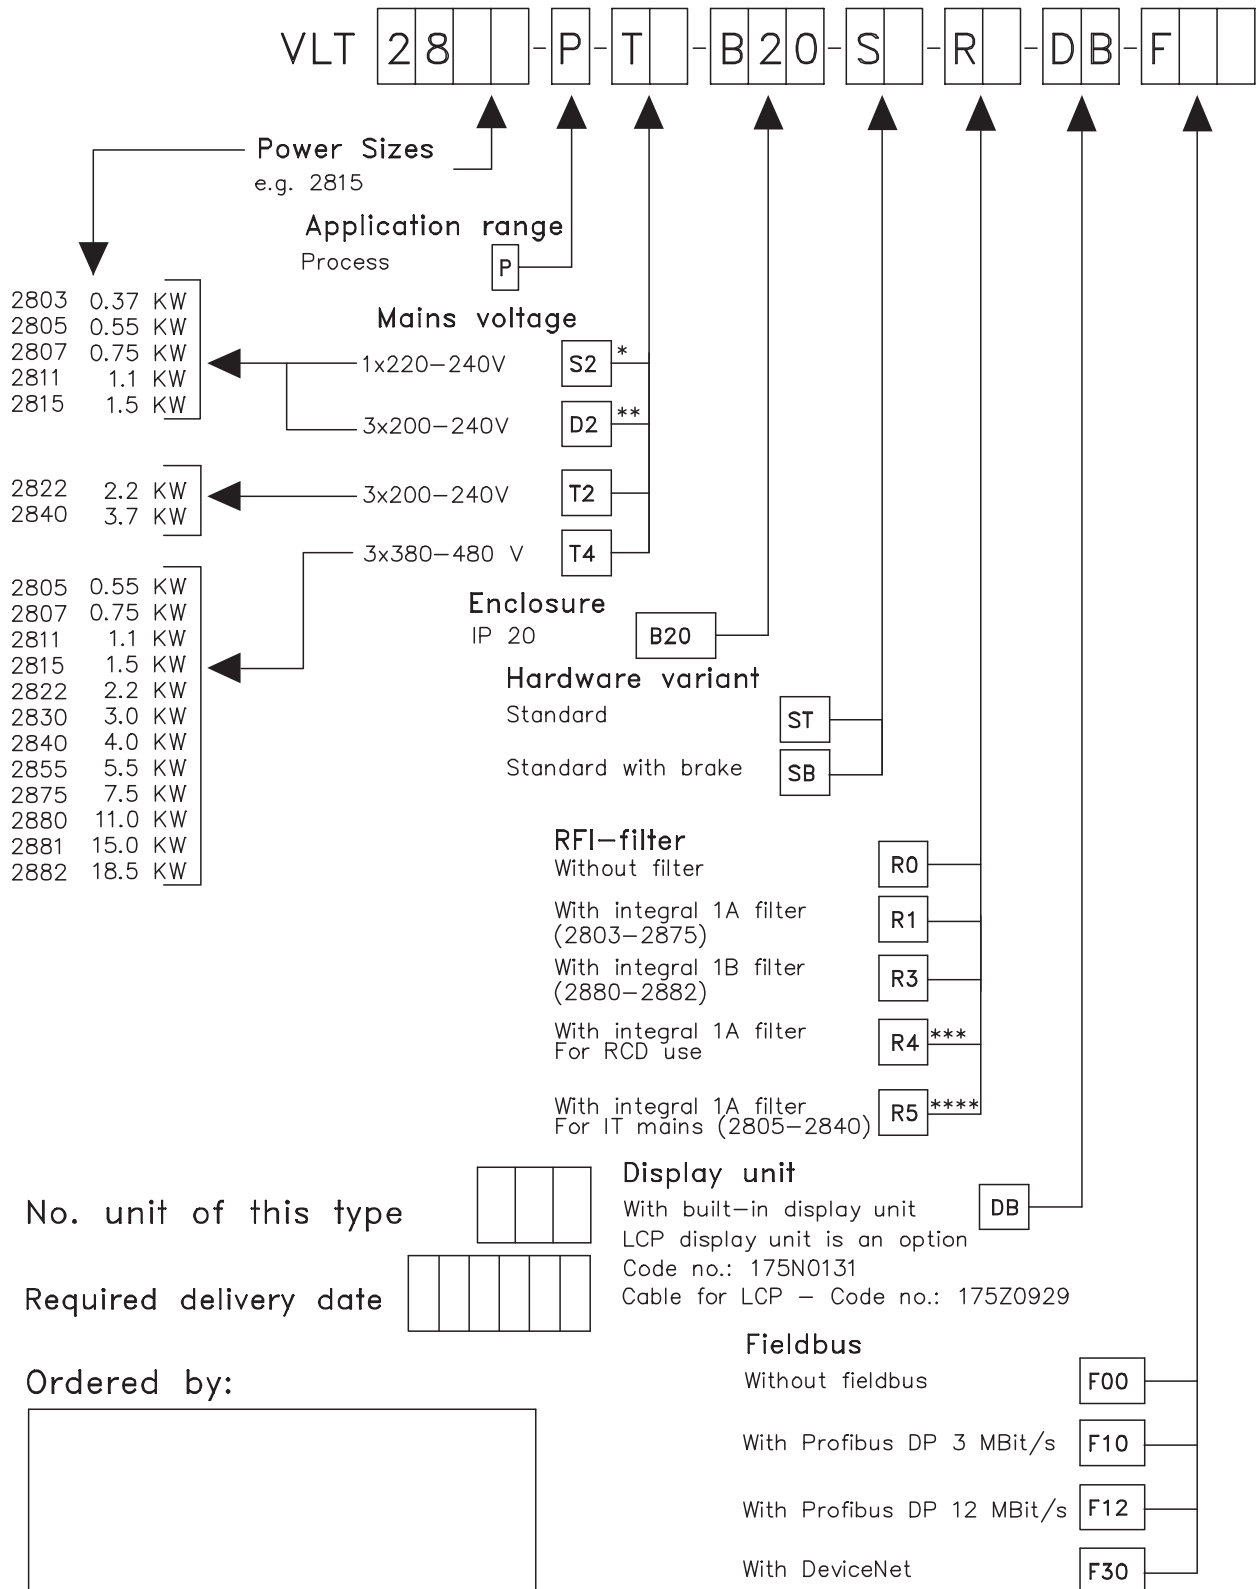 VLT 28 -P-T -B20-S -R -DB-F
Power Sizes
e.g. 2815
Application range
Process P
2803 0.37 KW
2805 0.55 KW
2807 0.75 KW
2811 1.1 KW
2815 1.5 KW
Mains voltage
1x220-240V S2 *
3x200-240V D2 **
2822 2.2 KW
2840 3.7 KW
3x200-240V T2
3x380-480 V T4
2805 0.55 KW
2807 0.75 KW
2811 1.1 KW
2815 1.5 KW
2822 2.2 KW
2830 3.0 KW
2840 4.0 KW
2855 5.5 KW
2875 7.5 KW
2880 11.0 KW
2881 15.0 KW
2882 18.5 KW
Enclosure
IP 20 B20
Hardware variant
Standard ST
Standard with brake SB
RFI-filter
Without filter R0
With integral 1A filter R1
(2803-2875)
With integral 1B filter R3
(2880-2882)
With integral 1A filter R4 ***
For RCD use
With integral 1A filter R5 ****
For IT mains (2805-2840)
Display unit
With built-in display unit DB
LCP display unit is an option
Code no.: 175N0131
Cable for LCP - Code no.: 175Z0929
No. unit of this type
Required delivery date
Ordered by:
Fieldbus
Without fieldbus F00
With Profibus DP 3 MBit/s F10
With Profibus DP 12 MBit/s F12
With DeviceNet F30